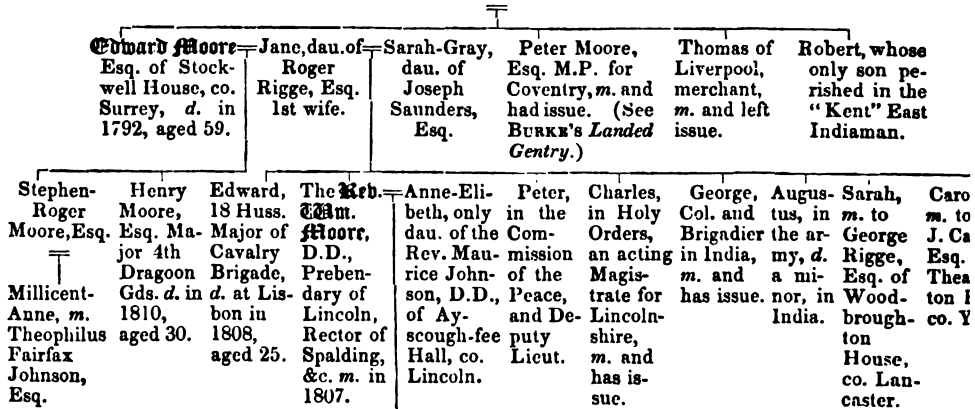 Edward Moore
Esq. of Stock-
well House, co.
Surrey, d. in
1792, aged 59.
Jane, dau. of
Roger
Rigge, Esq.
1st wife.
Sarah-Gray,
dau. of
Joseph
Saunders,
Esq.
Peter Moore,
Esq. M.P. for
Coventry, m. and
had issue. (See
BURKE'S Landed
Gentry.)
Thomas of
Liverpool,
merchant,
m. and left
issue.
Robert, whose
only son pe-
rished in the
"Kent" East
Indiaman.
Stephen-
Roger
Moore, Esq.
Millicent-
Anne, m.
Theophilus
Fairfax
Johnson,
Esq.
Henry
Moore,
Esq. Ma-
jor 4th
Dragoon
Gds. d. in
1810,
aged 30.
Edward,
18 Huss.
Major of
Cavalry
Brigade,
d. at Lis-
bon in
1808,
aged 25.
The Reb.
Wm.
Moore,
D.D.,
Preben-
dary of
Lincoln,
Rector of
Spalding,
&c. m. in
1807.
Anne-Eli-
beth, only
dau. of the
Rev. Mau-
rice John-
son, D.D.,
of Ay-
scough-fee
Hall, co.
Lincoln.
Peter,
in the
Com-
mission
of the
Peace,
and De-
puty
Lieut.
Charles,
in Holy
Orders,
an acting
Magis-
trate for
Lincoln-
shire,
m. and
has is-
sue.
George,
Col. and
Brigadier
in India,
m. and
has issue.
Augus-
tus, in
the ar-
my, d.
a mi-
nor, in
India.
Sarah,
m. to
George
Rigge,
Esq. of
Wood-
brough-
ton
House,
co. Lan-
caster.
Caro
m. to
J. Ca
Esq.
Thea
ton
co. Y